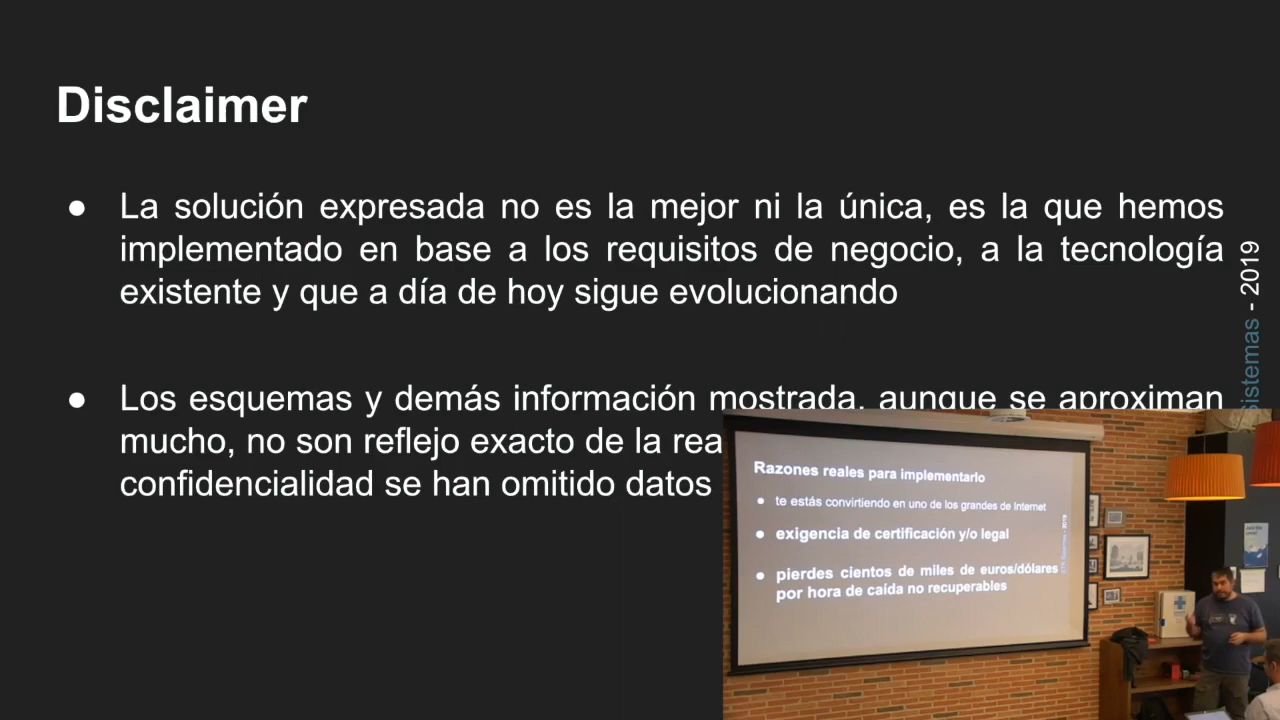 Disclaimer
● La solución expresada no es la mejor ni la única, es la que hemos
implementado en base a los requisitos de negocio, a la tecnología
existente y que a día de hoy sigue evolucionando
● Los esquemas y demás información mostrada, aunque se aproximan
mucho, no son reflejo exacto de la rea
confidencialidad se han omitido datos
Sistemas - 2019
Razones reales para implementarlo
● te estás convirtiendo en uno de los grandes de Internet
● exigencia de certificación y/o legal
● pierdes cientos de miles de euros/dólares
por hora de caída no recuperables